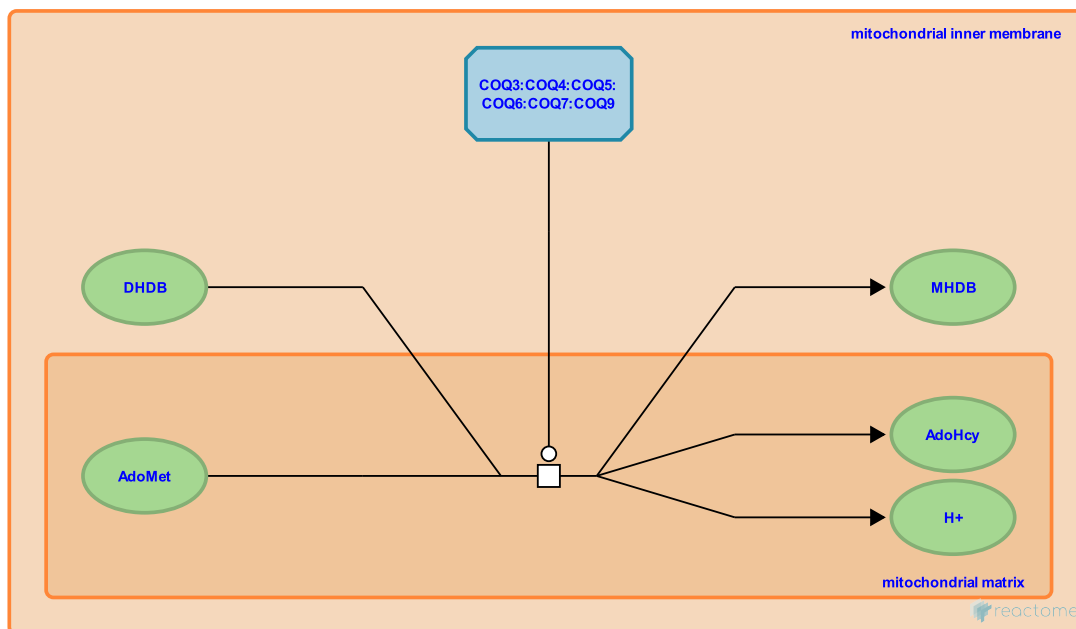 mitochondrial inner membrane
COQ3:COQ4:COQ5:
COQ6:COQ7:COQ9
DHDB
MHDB
AdoHcy
AdoMet
H+
mitochondrial matrix
reactome